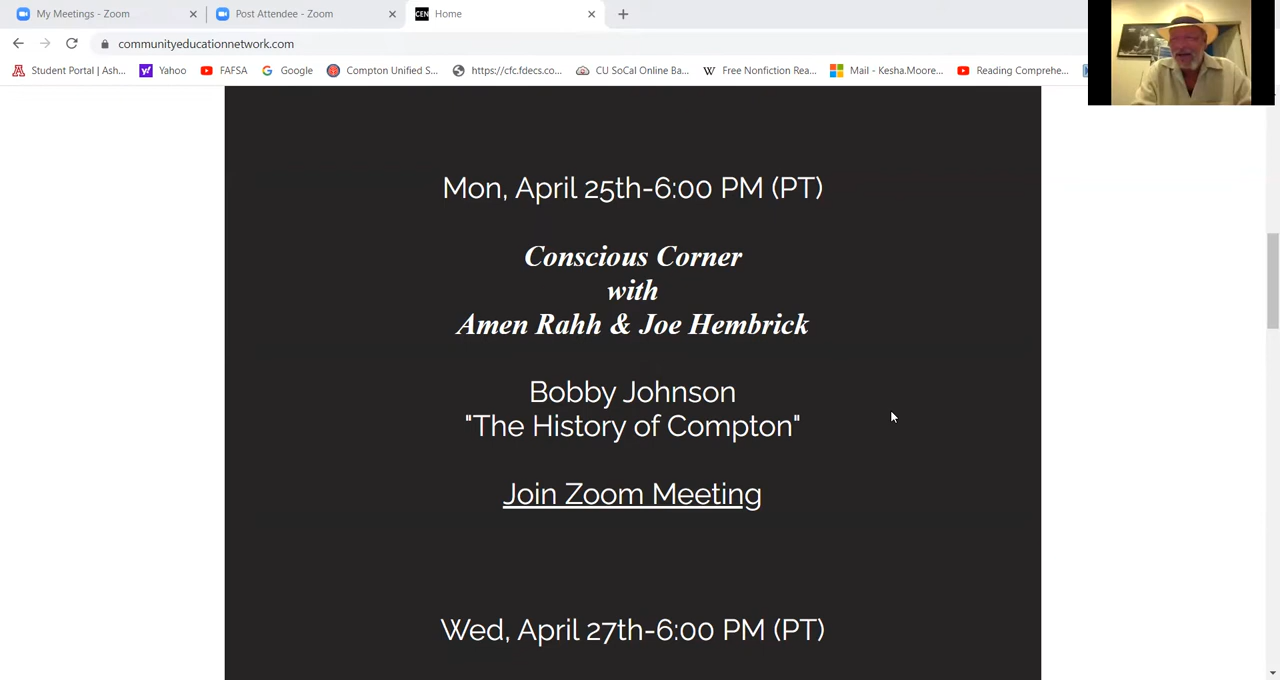 My Meetings - Zoom
Post Attendee - Zoom
CEN Home
communityeducationnetwork.com
Student Portal | Ash...
Yahoo
FAFSA
Google
Compton Unified S...
https://cfc.fdecs.co...
CU SoCal Online Ba...
Free Nonfiction Rea...
Mail - Kesha.Moore...
Reading Comprehe...
Mon, April 25th-6:00 PM (PT)
Conscious Corner
with
Amen Rahh & Joe Hembrick
Bobby Johnson
"The History of Compton"
Join Zoom Meeting
Wed, April 27th-6:00 PM (PT)